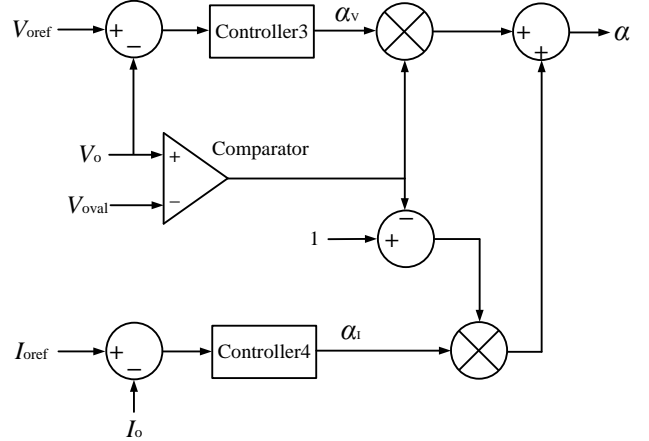 Voref
+
−
Controller3
αV
+
+
α
Vo
+
Comparator
Voval
−
−
1
+
Ioref
+
−
Controller4
αI
Io